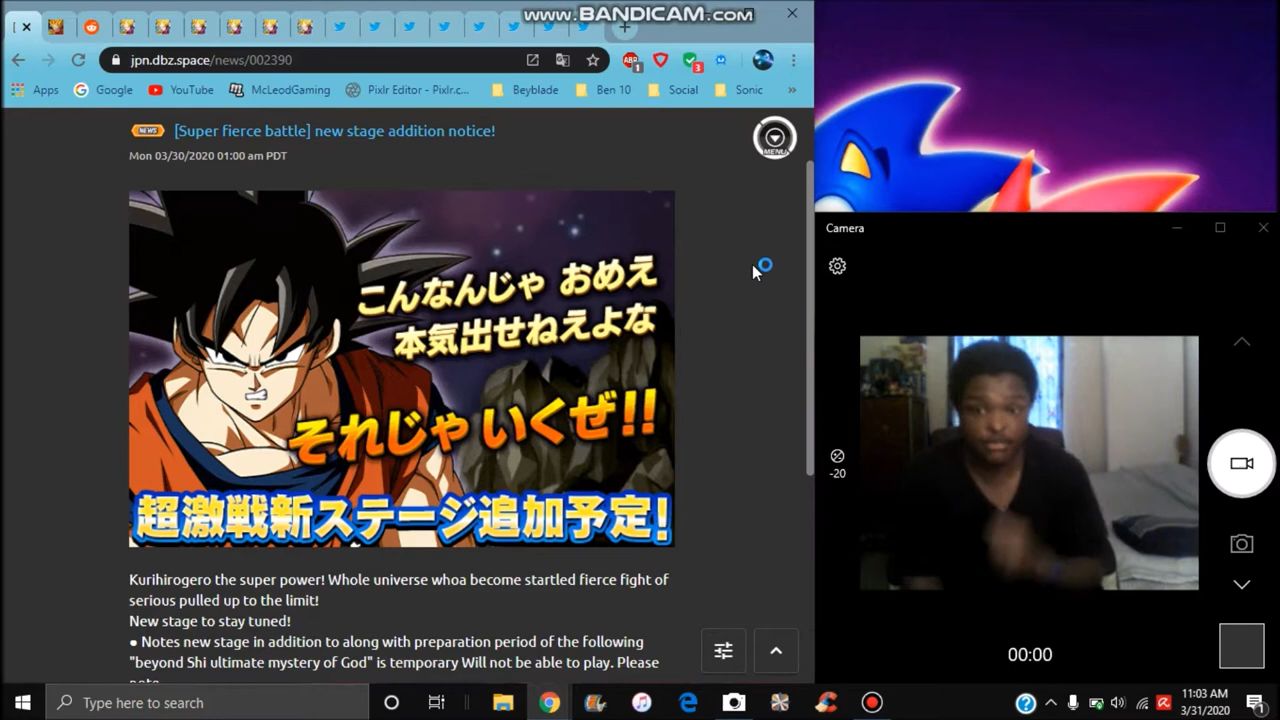 www.BANDICAM.com
jpn.dbz.space/news/002390
ABP
1
3
Apps
Google
YouTube
McLeodGaming
Pixlr Editor - Pixlr.c...
Beyblade
Ben 10
Social
Sonic
»
NEWS
[Super fierce battle] new stage addition notice!
MENU
Mon 03/30/2020 01:00 am PDT
こんなんじゃ おめえ
本気出せねえよな
それじゃ いくぜ!!
超激戦新ステージ追加予定!
Kurihirogero the super power! Whole universe whoa become startled fierce fight of
serious pulled up to the limit!
New stage to stay tuned!
● Notes new stage in addition to along with preparation period of the following
"beyond Shi ultimate mystery of God" is temporary Will not be able to play. Please
Camera
-20
00:00
Type here to search
11:03 AM
3/31/2020
1